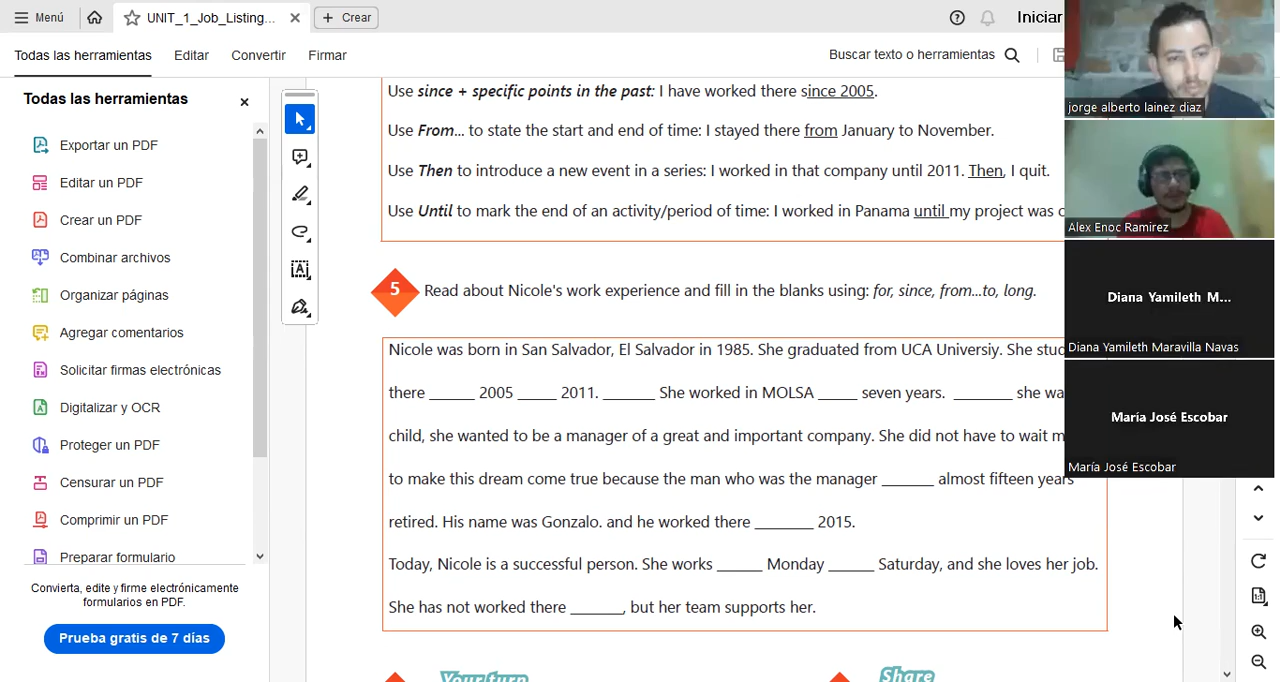 Menú
UNIT_1_Job_Listing...
Crear
Iniciar
Todas las herramientas
Editar
Convertir
Firmar
Buscar texto o herramientas
Todas las herramientas
Exportar un PDF
Editar un PDF
Crear un PDF
Combinar archivos
Organizar páginas
Agregar comentarios
Solicitar firmas electrónicas
Digitalizar y OCR
Proteger un PDF
Censurar un PDF
Comprimir un PDF
Preparar formulario
Convierta, edite y firme electrónicamente
formularios en PDF.
Prueba gratis de 7 días
Use since + specific points in the past: I have worked there since 2005.
Use From... to state the start and end of time: I stayed there from January to November.
Use Then to introduce a new event in a series: I worked in that company until 2011. Then, I quit.
Use Until to mark the end of an activity/period of time: I worked in Panama until my project was
5 Read about Nicole's work experience and fill in the blanks using: for, since, from...to, long.
Nicole was born in San Salvador, El Salvador in 1985. She graduated from UCA Universiy. She stud
there ______ 2005 _____ 2011. _______ She worked in MOLSA _____ seven years. ________ she wa
child, she wanted to be a manager of a great and important company. She did not have to wait m
to make this dream come true because the man who was the manager _______ almost fifteen years
retired. His name was Gonzalo. and he worked there ________ 2015.
Today, Nicole is a successful person. She works ______ Monday ______ Saturday, and she loves her job.
She has not worked there _______, but her team supports her.
Your turn
Share
jorge alberto lainez diaz
Alex Enoc Ramirez
Diana Yamileth M...
Diana Yamileth Maravilla Navas
María José Escobar
María José Escobar